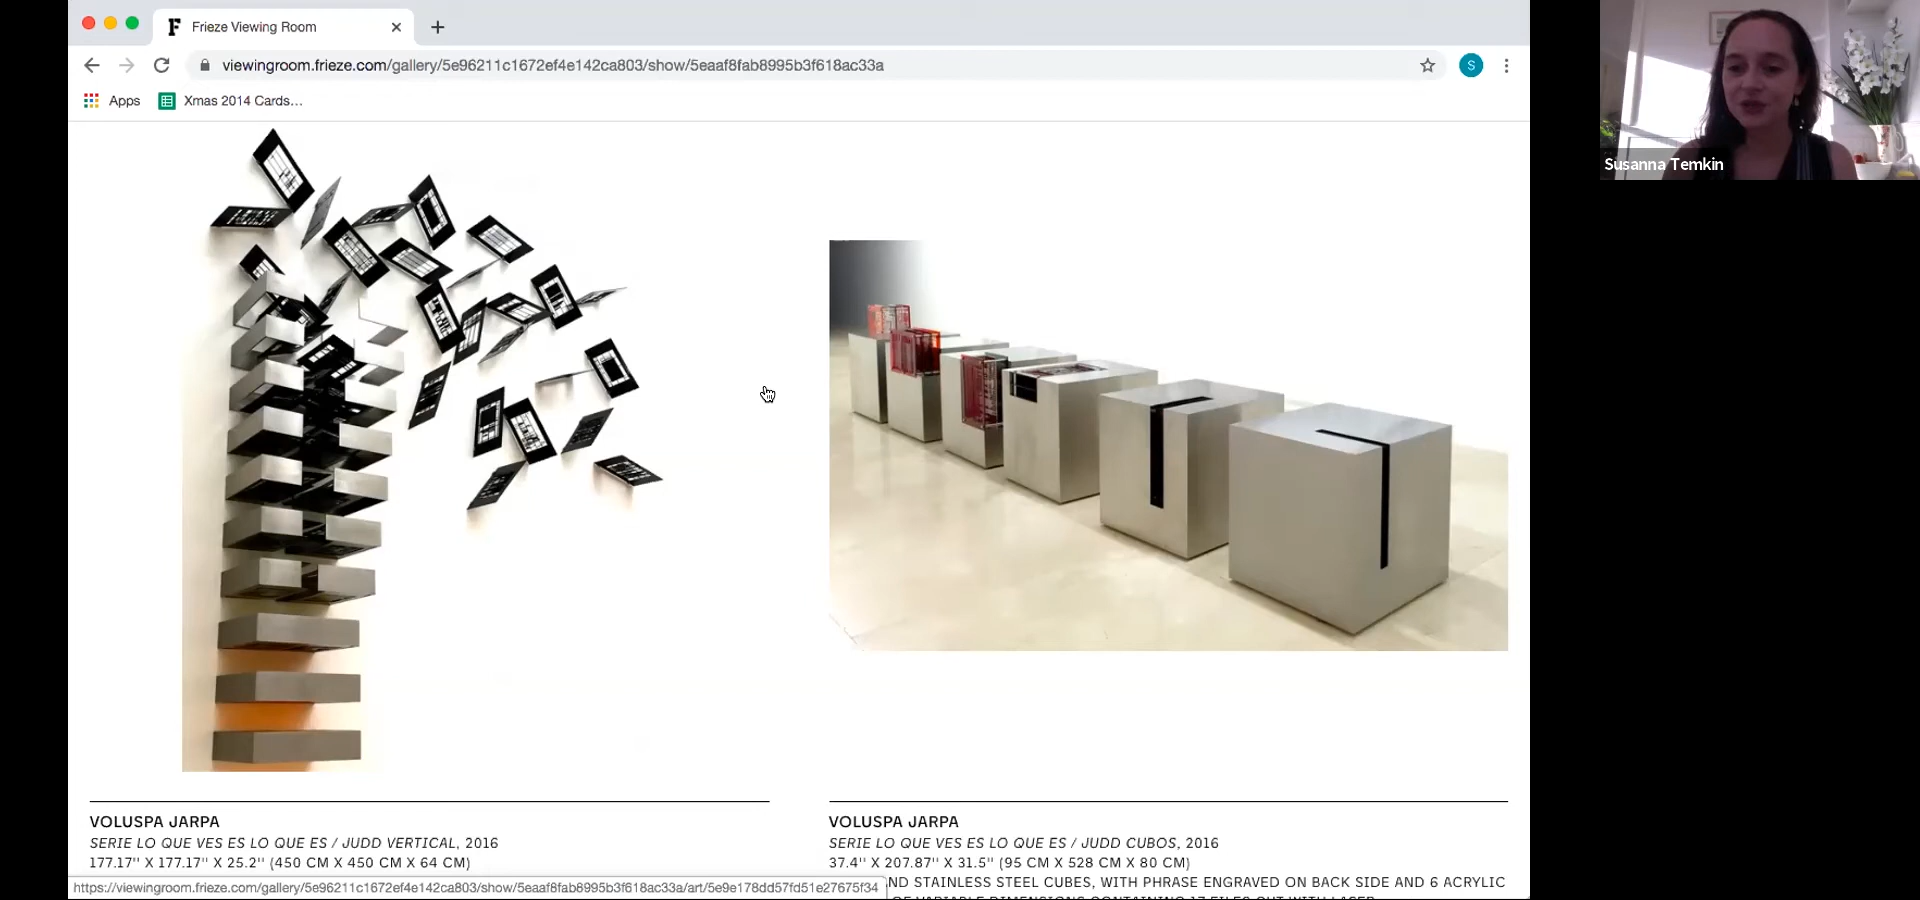 Frieze Viewing Room
viewingroom.frieze.com/gallery/5e96211c1672ef4e142ca803/show/5eaaf8fab8995b3f618ac33a
S
Apps
Xmas 2014 Cards...
Susanna Temkin
VOLUSPA JARPA
SERIE LO QUE VES ES LO QUE ES / JUDD VERTICAL, 2016
177.17'' X 177.17'' X 25.2'' (450 CM X 450 CM X 64 CM)
VOLUSPA JARPA
SERIE LO QUE VES ES LO QUE ES / JUDD CUBOS, 2016
37.4'' X 207.87'' X 31.5'' (95 CM X 528 CM X 80 CM)
ND STAINLESS STEEL CUBES, WITH PHRASE ENGRAVED ON BACK SIDE AND 6 ACRYLIC
https://viewingroom.frieze.com/gallery/5e96211c1672ef4e142ca803/show/5eaaf8fab8995b3f618ac33a/art/5e9e178dd57fd51e27675f34